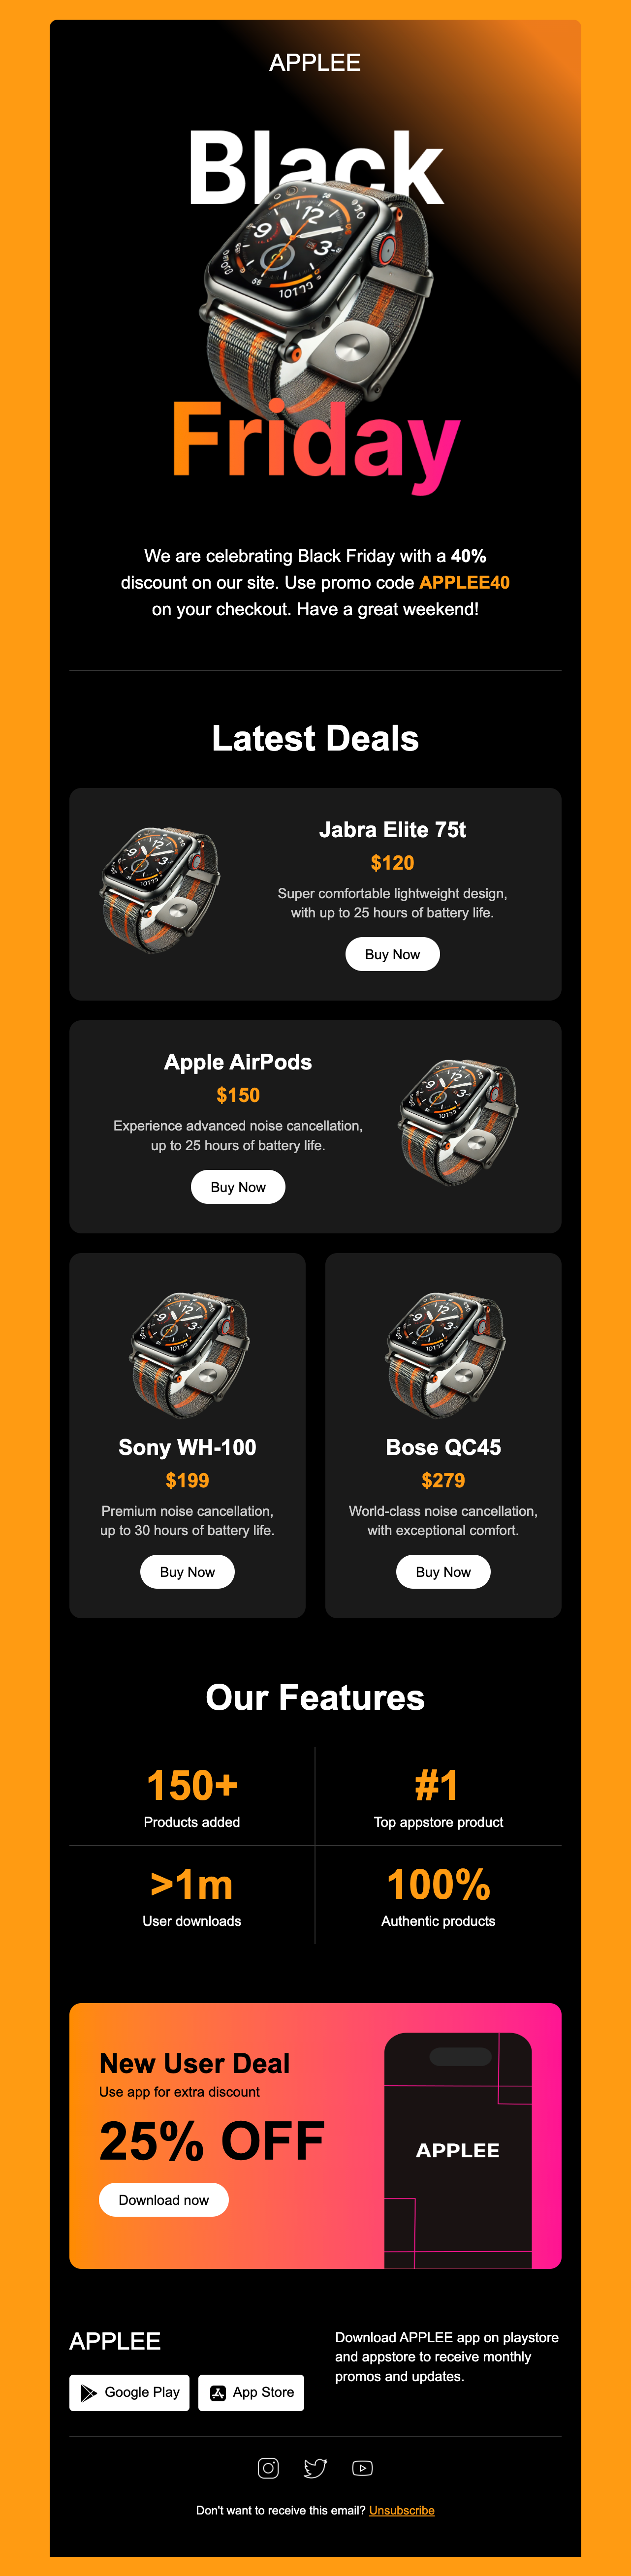 APPLEE
Black
Friday
We are celebrating Black Friday with a 40%
discount on our site. Use promo code APPLEE40
on your checkout. Have a great weekend!
Latest Deals
Jabra Elite 75t
$120
Super comfortable lightweight design,
with up to 25 hours of battery life.
Buy Now
Apple AirPods
$150
Experience advanced noise cancellation,
up to 25 hours of battery life.
Buy Now
Sony WH-100
$199
Premium noise cancellation,
up to 30 hours of battery life.
Buy Now
Bose QC45
$279
World-class noise cancellation,
with exceptional comfort.
Buy Now
Our Features
150+
Products added
#1
Top appstore product
>1m
User downloads
100%
Authentic products
New User Deal
Use app for extra discount
25% OFF
Download now
APPLEE
APPLEE
Google Play
App Store
Download APPLEE app on playstore
and appstore to receive monthly
promos and updates.
Don't want to receive this email? Unsubscribe